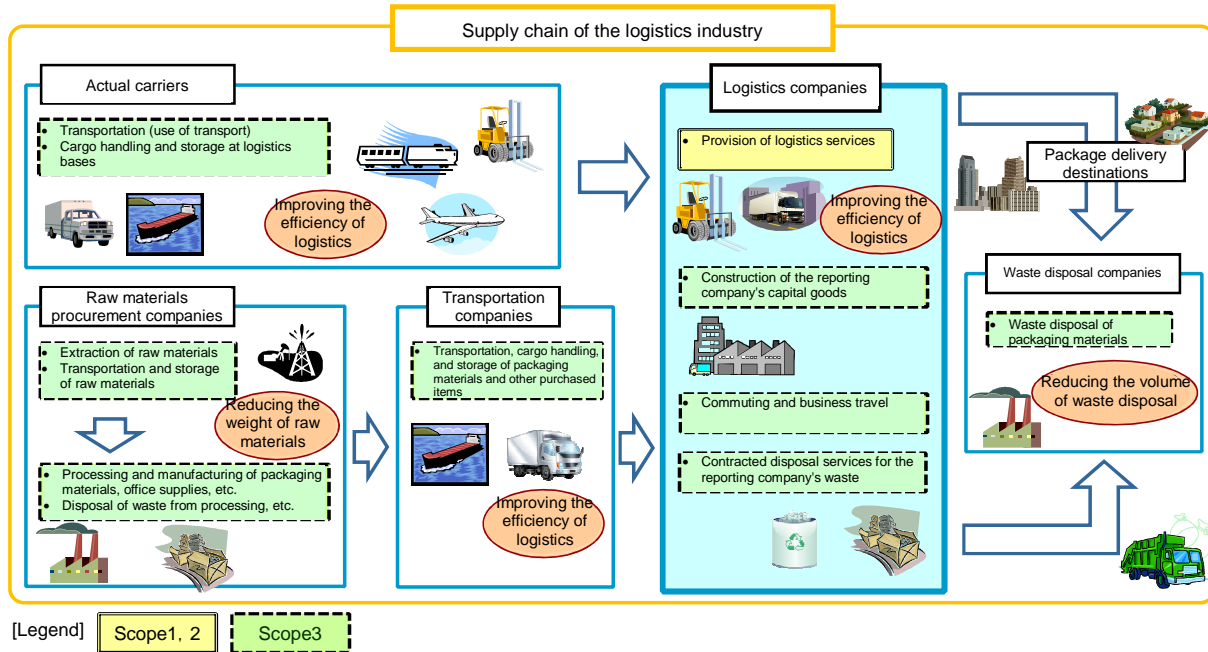 Supply chain of the logistics industry
Actual carriers
• Transportation (use of transport)
• Cargo handling and storage at logistics
bases
Improving the
efficiency of
logistics
Raw materials
procurement companies
• Extraction of raw materials
• Transportation and storage
of raw materials
Reducing the
weight of raw
materials
• Processing and manufacturing of packaging
materials, office supplies, etc.
• Disposal of waste from processing, etc.
Transportation
companies
• Transportation, cargo handling,
and storage of packaging
materials and other purchased
items
Improving the
efficiency of
logistics
Logistics companies
• Provision of logistics services
Improving the
efficiency of
logistics
• Construction of the reporting
company's capital goods
• Commuting and business travel
• Contracted disposal services for the
reporting company's waste
Package delivery
destinations
Waste disposal companies
• Waste disposal of
packaging materials
Reducing the volume
of waste disposal
[Legend]
Scope1, 2
Scope3